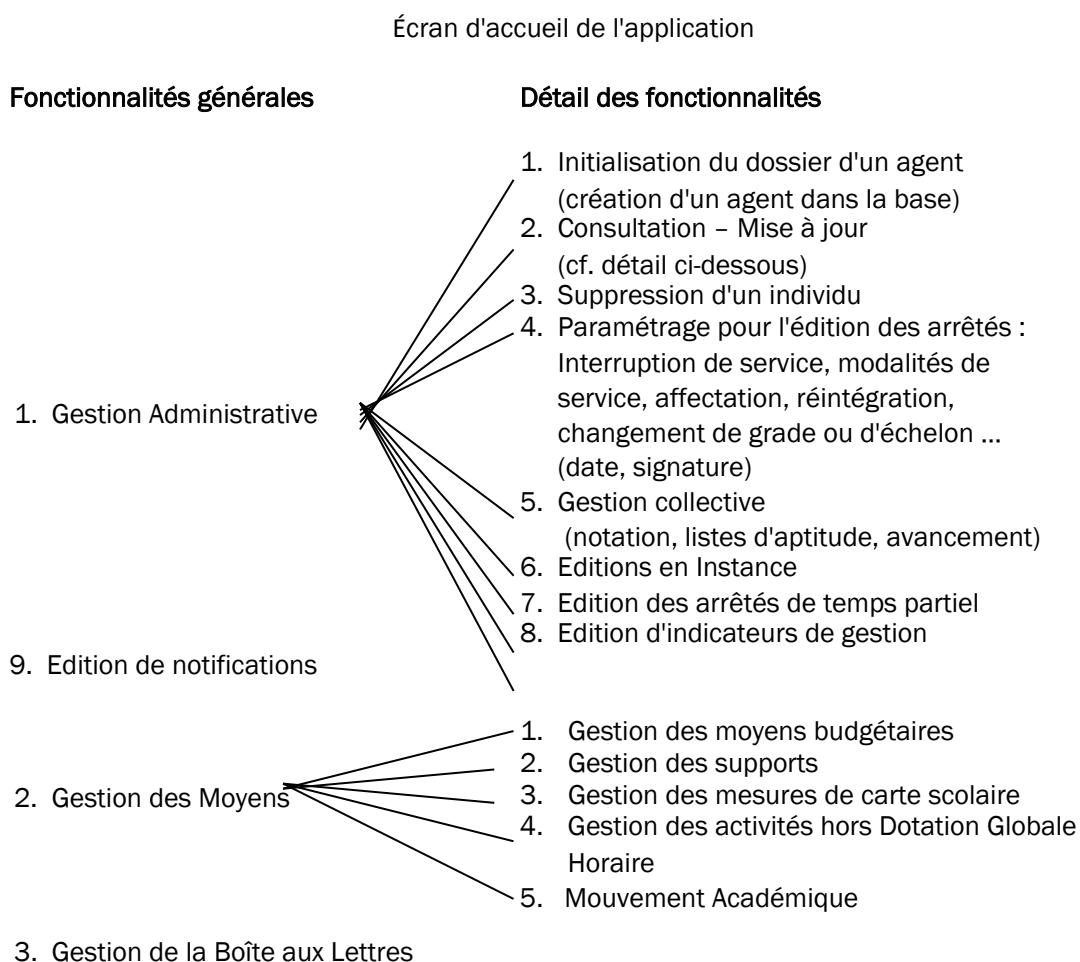 Écran d'accueil de l'application
Fonctionnalités générales
Détail des fonctionnalités
1. Initialisation du dossier d'un agent
(création d'un agent dans la base)
2. Consultation – Mise à jour
(cf. détail ci-dessous)
3. Suppression d'un individu
4. Paramétrage pour l'édition des arrêtés :
Interruption de service, modalités de
service, affectation, réintégration,
changement de grade ou d'échelon ...
(date, signature)
1. Gestion Administrative
5. Gestion collective
(notation, listes d'aptitude, avancement)
6. Editions en Instance
7. Edition des arrêtés de temps partiel
8. Edition d'indicateurs de gestion
9. Edition de notifications
1. Gestion des moyens budgétaires
2. Gestion des supports
2. Gestion des Moyens
3. Gestion des mesures de carte scolaire
4. Gestion des activités hors Dotation Globale
Horaire
5. Mouvement Académique
3. Gestion de la Boîte aux Lettres